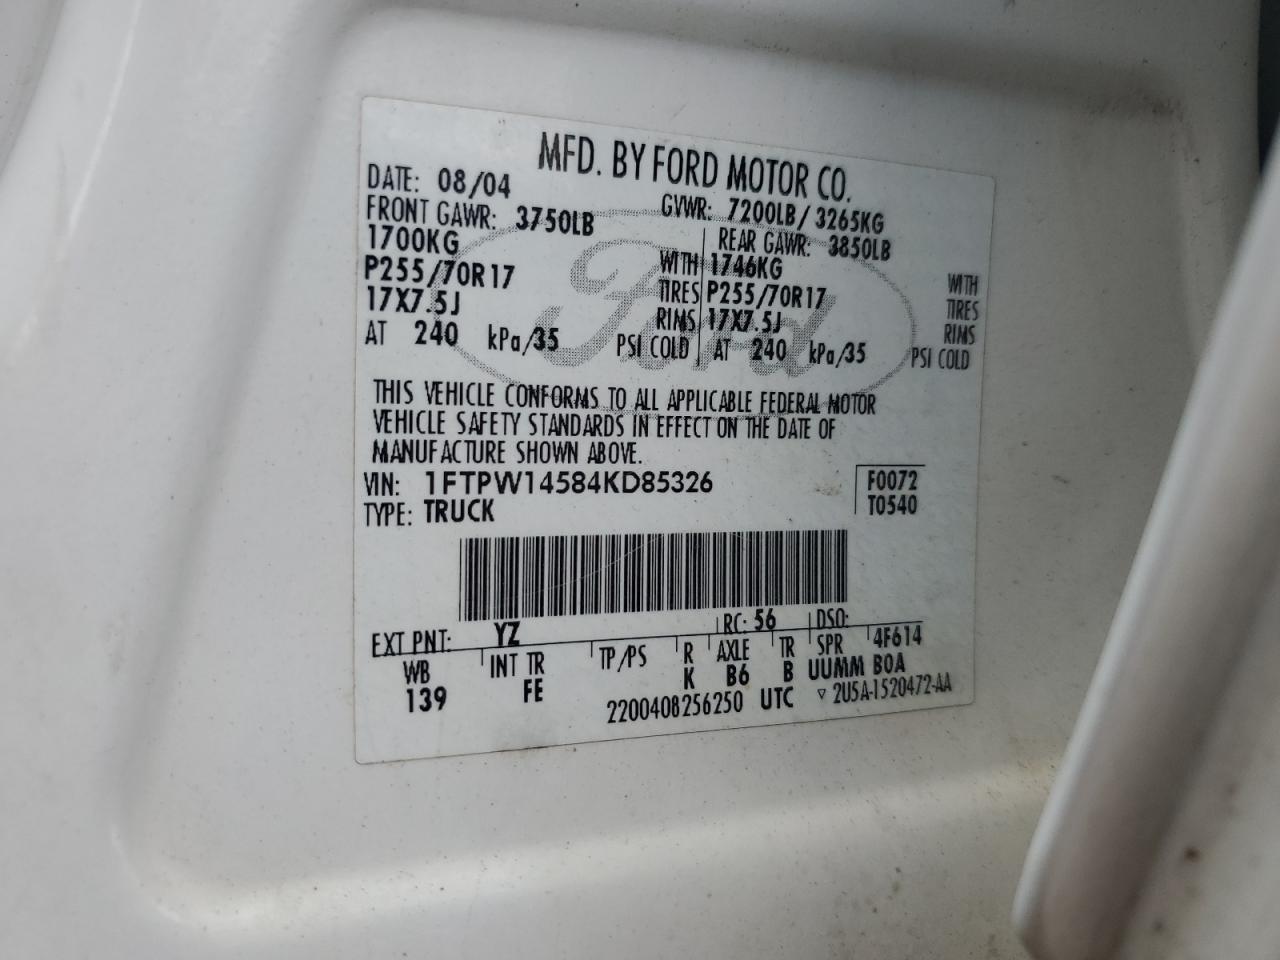 MFD. BY FORD MOTOR CO.
DATE: 08/04 GVWR: 7200LB/ 3265KG
FRONT GAWR: 3750LB REAR GAWR: 3850LB
1700KG WITH 1746KG WITH
P255/70R17 TIRES P255/70R17 TIRES
17X7.5J RIMS 17X7.5J RIMS
AT 240 kPa/35 PSI COLD AT 240 kPa/35 PSI COLD
Ford
THIS VEHICLE CONFORMS TO ALL APPLICABLE FEDERAL MOTOR
VEHICLE SAFETY STANDARDS IN EFFECT ON THE DATE OF
MANUFACTURE SHOWN ABOVE.
VIN: 1FTPW14584KD85326 F0072
TYPE: TRUCK T0540
EXT PNT: YZ RC: 56 DSO:
WB INT TR TP/PS R AXLE TR SPR 4F614
139 FE K B6 B UUMM BOA
2200408256250 UTC ▽ 2U5A-1520472-AA